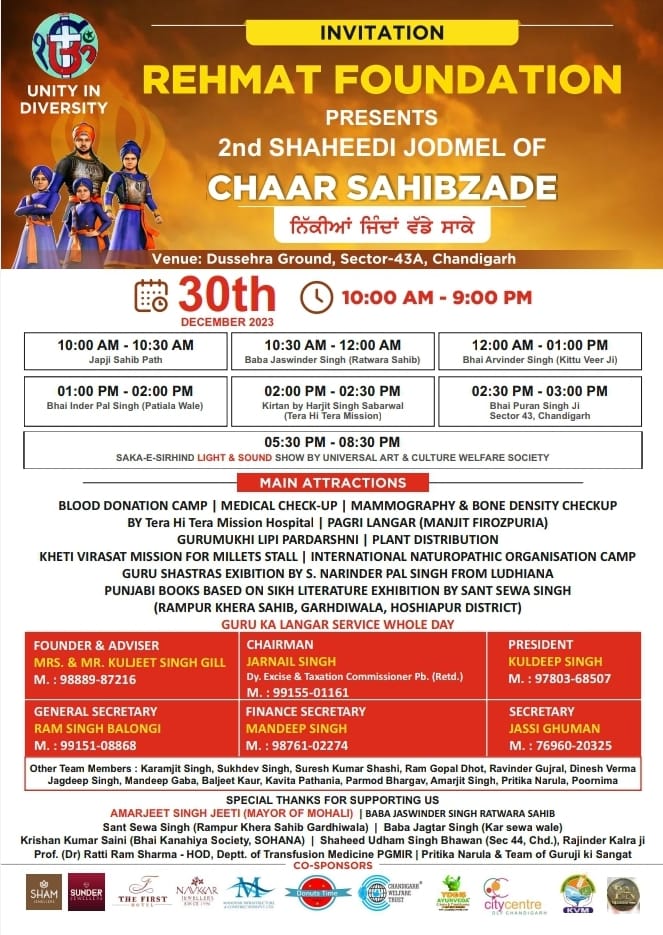 INVITATION
UNITY IN
DIVERSITY
REHMAT FOUNDATION
PRESENTS
2nd SHAHEEDI JODMEL OF
CHAAR SAHIBZADE
ਨਿੱਕੀਆਂ ਜਿੰਦਾਂ ਵੱਡੇ ਸਾਕੇ
Venue: Dussehra Ground, Sector-43A, Chandigarh
30th
DECEMBER 2023
10:00 AM - 9:00 PM
10:00 AM - 10:30 AM
Japji Sahib Path
10:30 AM - 12:00 AM
Baba Jaswinder Singh (Ratwara Sahib)
12:00 AM - 01:00 PM
Bhai Arvinder Singh (Kittu Veer Ji)
01:00 PM - 02:00 PM
Bhai Inder Pal Singh (Patiala Wale)
02:00 PM - 02:30 PM
Kirtan by Harjit Singh Sabarwal
(Tera Hi Tera Mission)
02:30 PM - 03:00 PM
Bhai Puran Singh Ji
Sector 43, Chandigarh
05:30 PM - 08:30 PM
SAKA-E-SIRHIND LIGHT & SOUND SHOW BY UNIVERSAL ART & CULTURE WELFARE SOCIETY
MAIN ATTRACTIONS
BLOOD DONATION CAMP | MEDICAL CHECK-UP | MAMMOGRAPHY & BONE DENSITY CHECKUP
BY Tera Hi Tera Mission Hospital | PAGRI LANGAR (MANJIT FIROZPURIA)
GURUMUKHI LIPI PARDARSHNI | PLANT DISTRIBUTION
KHETI VIRASAT MISSION FOR MILLETS STALL | INTERNATIONAL NATUROPATHIC ORGANISATION CAMP
GURU SHASTRAS EXIBITION BY S. NARINDER PAL SINGH FROM LUDHIANA
PUNJABI BOOKS BASED ON SIKH LITERATURE EXHIBITION BY SANT SEWA SINGH
(RAMPUR KHERA SAHIB, GARHDIWALA, HOSHIAPUR DISTRICT)
GURU KA LANGAR SERVICE WHOLE DAY
FOUNDER & ADVISER
MRS. & MR. KULJEET SINGH GILL
M. : 98889-87216
CHAIRMAN
JARNAIL SINGH
Dy. Excise & Taxation Commissioner Pb. (Retd.)
M. : 99155-01161
PRESIDENT
KULDEEP SINGH
M. : 97803-68507
GENERAL SECRETARY
RAM SINGH BALONGI
M. : 99151-08868
FINANCE SECRETARY
MANDEEP SINGH
M. : 98761-02274
SECRETARY
JASSI GHUMAN
M. : 76960-20325
Other Team Members : Karamjit Singh, Sukhdev Singh, Suresh Kumar Shashi, Ram Gopal Dhot, Ravinder Gujral, Dinesh Verma
Jagdeep Singh, Mandeep Gaba, Baljeet Kaur, Kavita Pathania, Parmod Bhargav, Amarjit Singh, Pritika Narula, Poornima
SPECIAL THANKS FOR SUPPORTING US
AMARJEET SINGH JEETI (MAYOR OF MOHALI) | BABA JASWINDER SINGH RATWARA SAHIB
Sant Sewa Singh (Rampur Khera Sahib Gardhiwala) | Baba Jagtar Singh (Kar sewa wale)
Krishan Kumar Saini (Bhai Kanahiya Society, SOHANA) | Shaheed Udham Singh Bhawan (Sec 44, Chd.), Rajinder Kalra ji
Prof. (Dr) Ratti Ram Sharma - HOD, Deptt. of Transfusion Medicine PGMIR | Pritika Narula & Team of Guruji ki Sangat
CO-SPONSORS
SHAM
JEWELLERS
SUNDER
JEWELLERS
THE FIRST
HOTEL
NAVKKAR
JEWELLERS
Donuts Time
CHANDIGARH
WELFARE
TRUST
YOGIS
AYURVEDA
citycentre
DLF CHANDIGARH
KVM